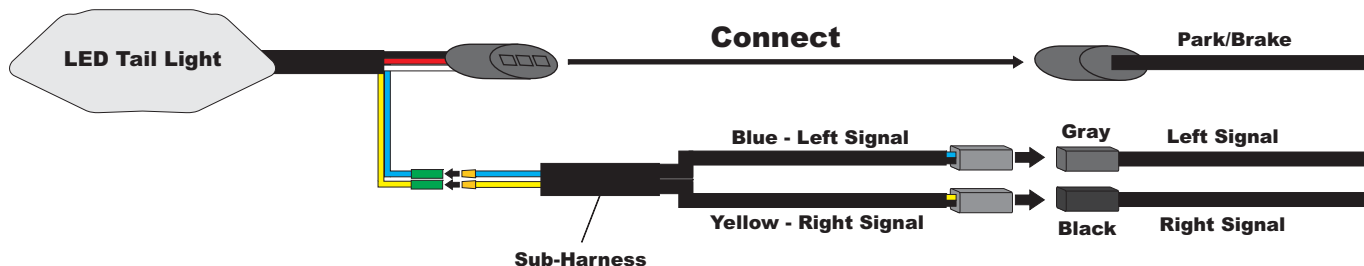 LED Tail Light
Connect
Park/Brake
Blue - Left Signal
Gray
Left Signal
Yellow - Right Signal
Black
Right Signal
Sub-Harness